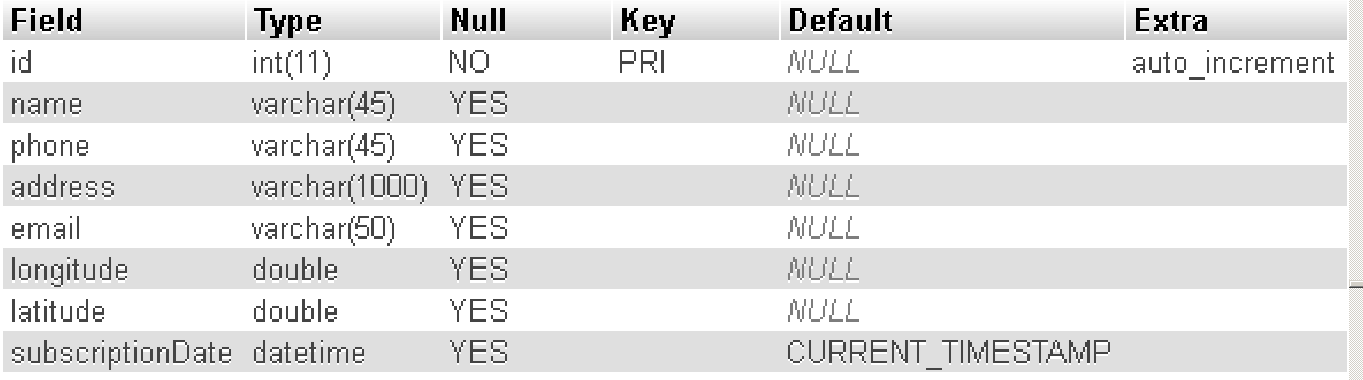 Field Type Null Key Default Extra
id int(11) NO PRI NULL auto_increment
name varchar(45) YES NULL
phone varchar(45) YES NULL
address varchar(1000) YES NULL
email varchar(50) YES NULL
longitude double YES NULL
latitude double YES NULL
subscriptionDate datetime YES CURRENT_TIMESTAMP